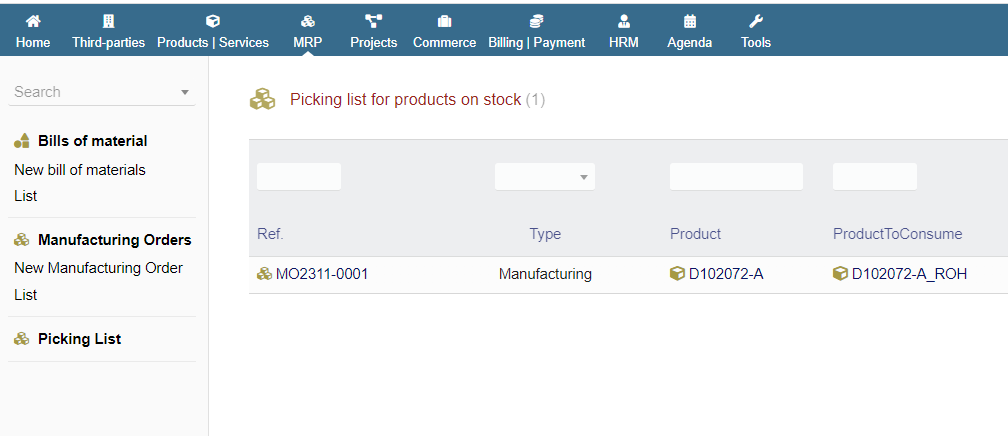 Home Third-parties Products | Services MRP Projects Commerce Billing | Payment HRM Agenda Tools
Search
Picking list for products on stock (1)
Bills of material
New bill of materials
List
Manufacturing Orders
New Manufacturing Order
List
Picking List
Ref. Type Product ProductToConsume
MO2311-0001 Manufacturing D102072-A D102072-A_ROH